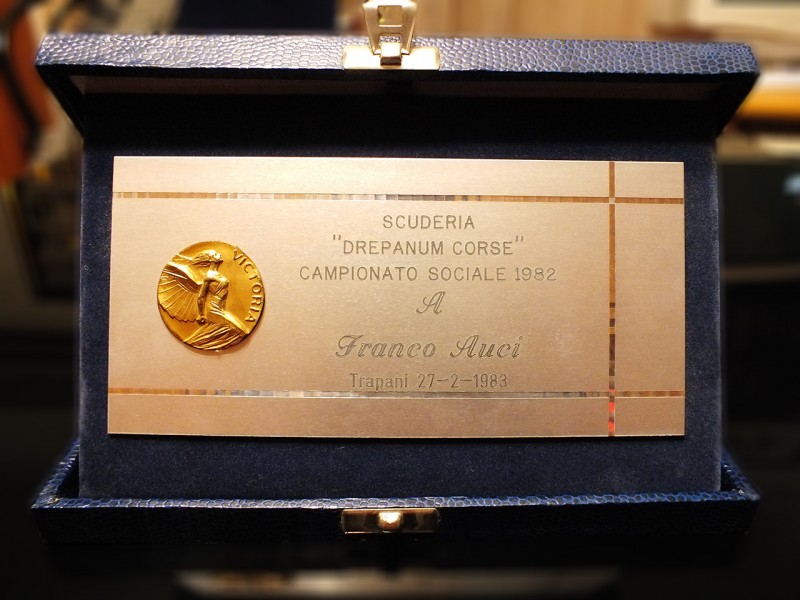 VICTORIA
SCUDERIA
"DREPANUM CORSE"
CAMPIONATO SOCIALE 1982
A
Franco Auci
Trapani 27-2-1983